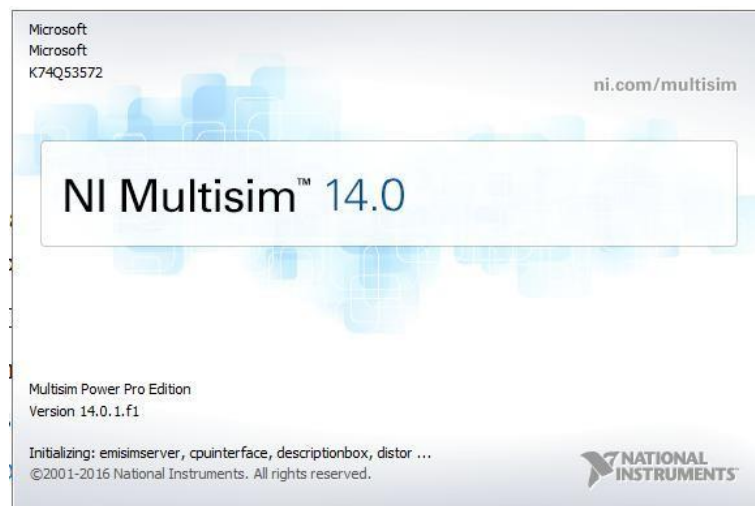 Microsoft
Microsoft
K74Q53572
ni.com/multisim
NI Multisim™ 14.0
Multisim Power Pro Edition
Version 14.0.1.f1
Initializing: emisimserver, cpuinterface, descriptionbox, distor ...
©2001-2016 National Instruments. All rights reserved.
NATIONAL
INSTRUMENTS™